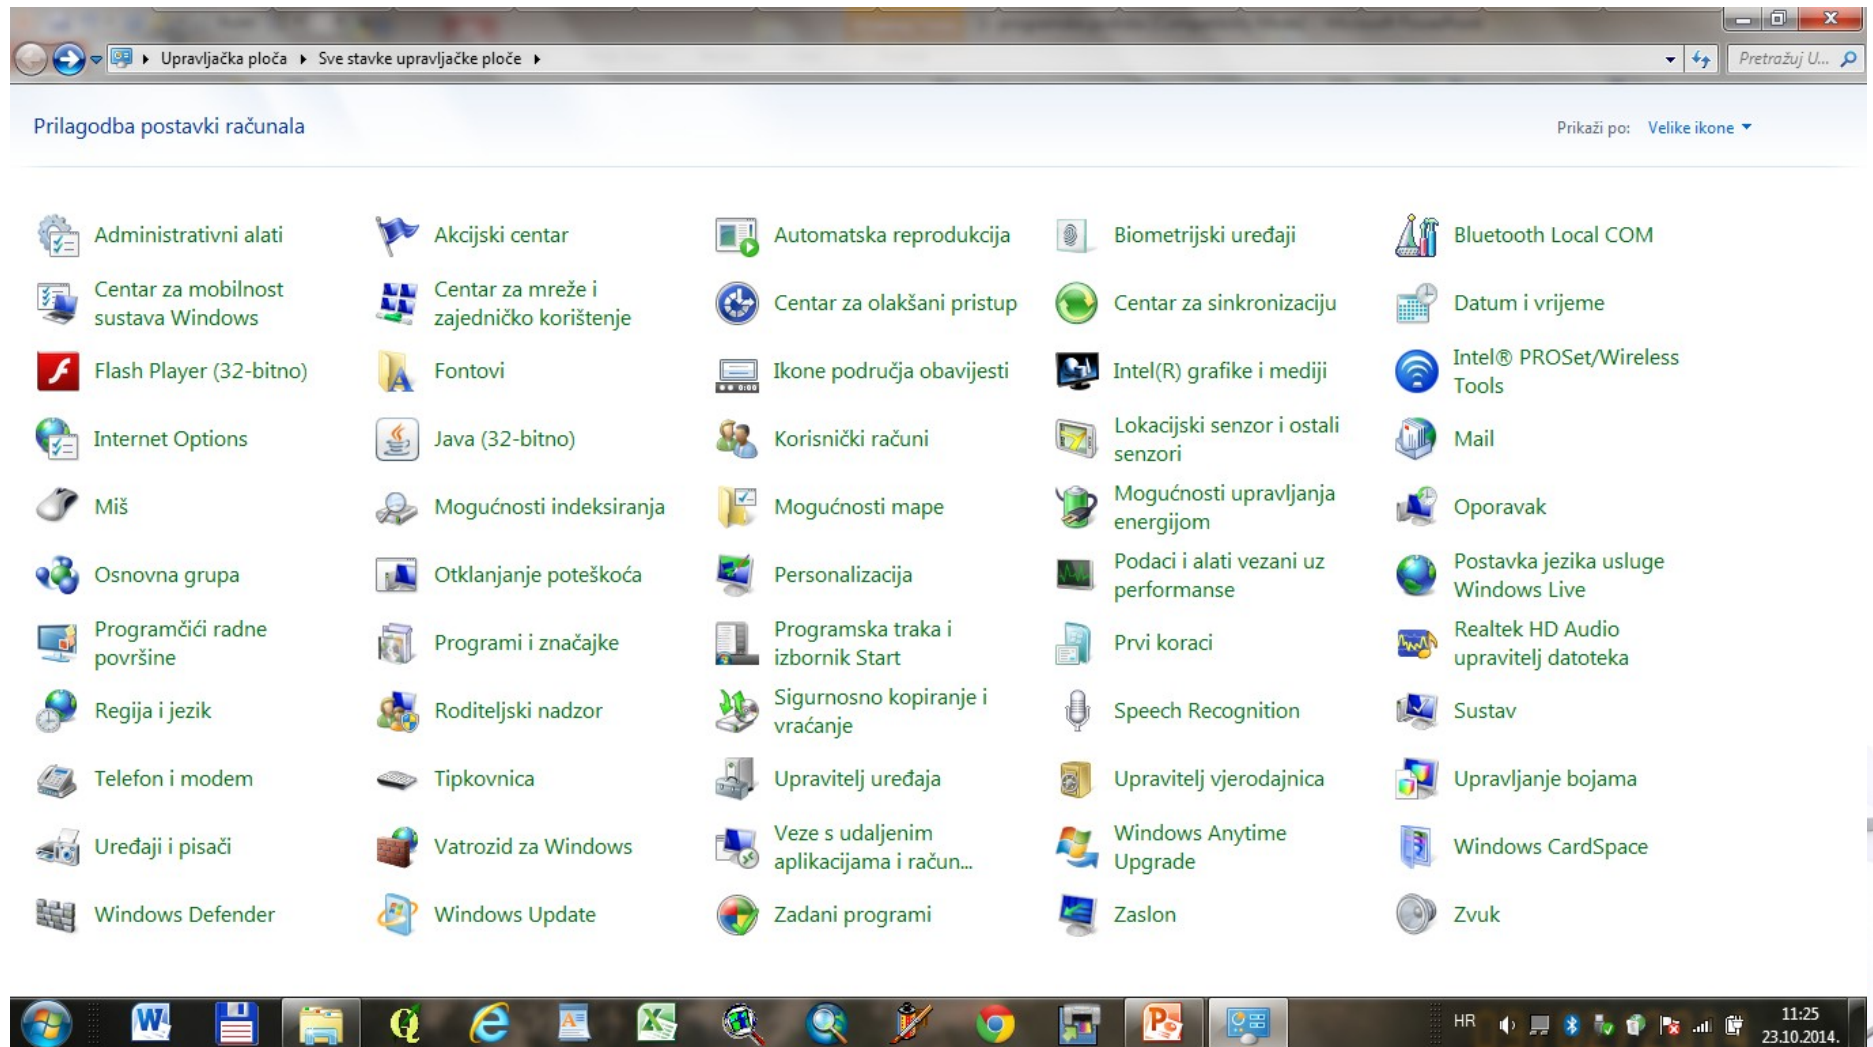 Upravljačka ploča ▸ Sve stavke upravljačke ploče ▸
Pretražuj U...
Prilagodba postavki računala
Prikaži po: Velike ikone
Administrativni alati
Akcijski centar
Automatska reprodukcija
Biometrijski uređaji
Bluetooth Local COM
Centar za mobilnost
sustava Windows
Centar za mreže i
zajedničko korištenje
Centar za olakšani pristup
Centar za sinkronizaciju
Datum i vrijeme
Flash Player (32-bitno)
Fontovi
Ikone područja obavijesti
Intel(R) grafike i mediji
Intel® PROSet/Wireless
Tools
Internet Options
Java (32-bitno)
Korisnički računi
Lokacijski senzor i ostali
senzori
Mail
Miš
Mogućnosti indeksiranja
Mogućnosti mape
Mogućnosti upravljanja
energijom
Oporavak
Osnovna grupa
Otklanjanje poteškoća
Personalizacija
Podaci i alati vezani uz
performanse
Postavka jezika usluge
Windows Live
Programčići radne
površine
Programi i značajke
Programska traka i
izbornik Start
Prvi koraci
Realtek HD Audio
upravitelj datoteka
Regija i jezik
Roditeljski nadzor
Sigurnosno kopiranje i
vraćanje
Speech Recognition
Sustav
Telefon i modem
Tipkovnica
Upravitelj uređaja
Upravitelj vjerodajnica
Upravljanje bojama
Uređaji i pisači
Vatrozid za Windows
Veze s udaljenim
aplikacijama i račun...
Windows Anytime
Upgrade
Windows CardSpace
Windows Defender
Windows Update
Zadani programi
Zaslon
Zvuk
HR
11:25
23.10.2014.